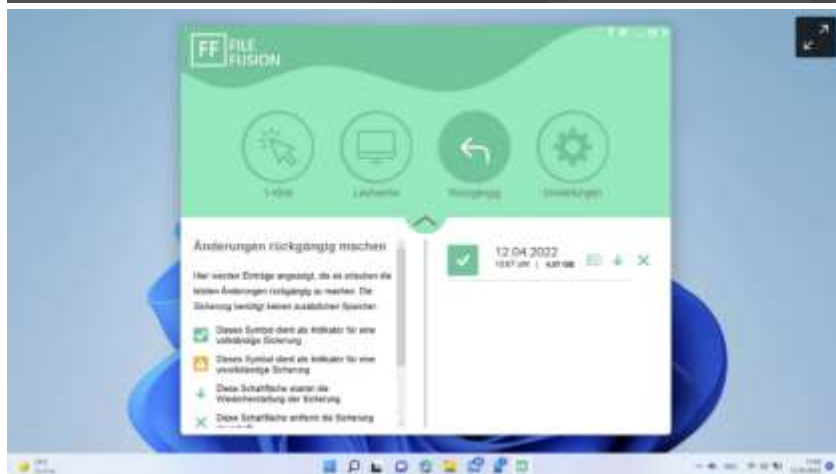 FF FILE
FUSION
1-Klick
Laufwerke
Rückgängig
Einstellungen
Änderungen rückgängig machen
Hier werden Einträge angezeigt, die es erlauben die
letzten Änderungen rückgängig zu machen. Die
Sicherung benötigt keinen zusätzlichen Speicher.
Dieses Symbol dient als Indikator für eine
vollständige Sicherung
Dieses Symbol dient als Indikator für eine
unvollständige Sicherung
Diese Schaltfläche startet die
Wiederherstellung der Sicherung
Diese Schaltfläche entfernt die Sicherung
12.04.2022